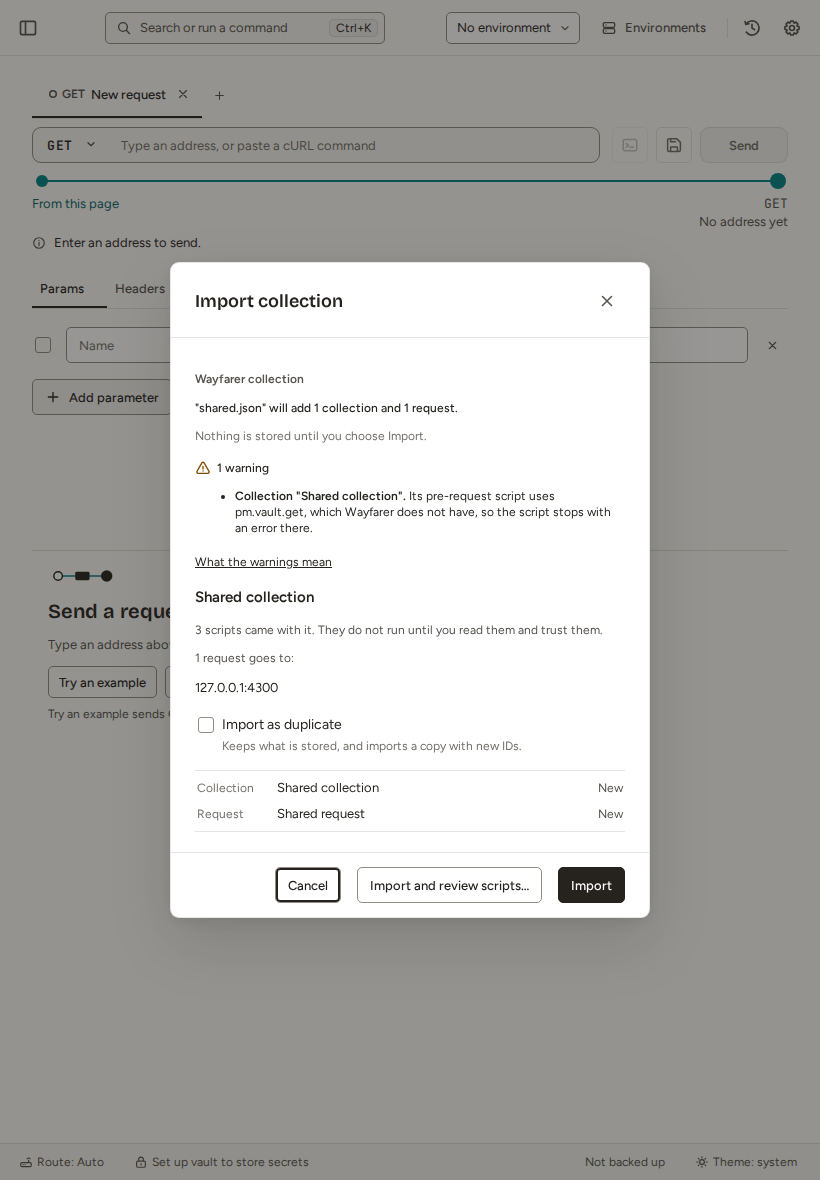 Search or run a command
Ctrl+K
No environment
Environments
GET New request
GET
Type an address, or paste a cURL command
Send
From this page
GET
No address yet
Enter an address to send.
Params
Headers
Name
Add parameter
Import collection
Wayfarer collection
"shared.json" will add 1 collection and 1 request.
Nothing is stored until you choose Import.
1 warning
Collection "Shared collection". Its pre-request script uses
pm.vault.get, which Wayfarer does not have, so the script stops with
an error there.
What the warnings mean
Shared collection
3 scripts came with it. They do not run until you read them and trust them.
1 request goes to:
127.0.0.1:4300
Import as duplicate
Keeps what is stored, and imports a copy with new IDs.
Collection Shared collection New
Request Shared request New
Cancel
Import and review scripts...
Import
Send a reque
Type an address abo
Try an example
Try an example sends
Route: Auto
Set up vault to store secrets
Not backed up
Theme: system